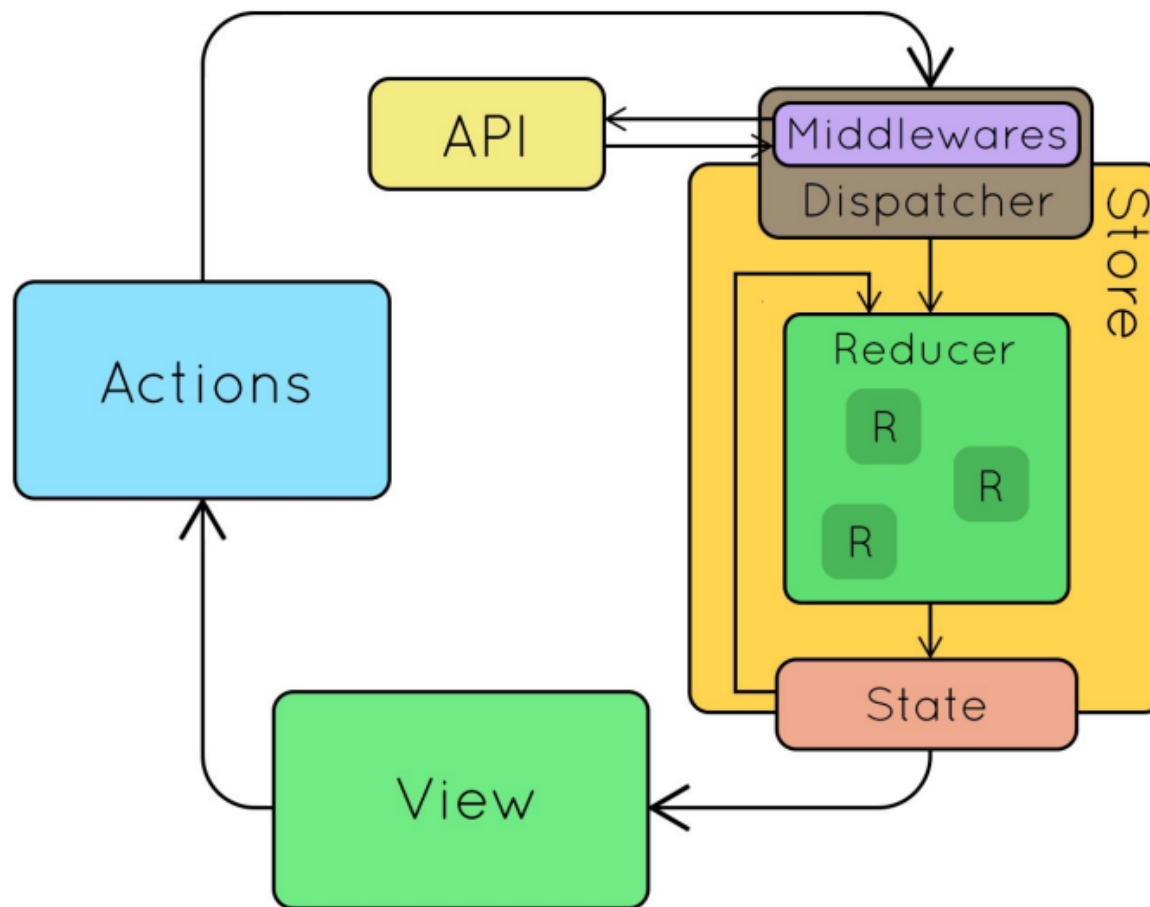 API
Middlewares
Dispatcher
Store
Actions
Reducer
R
R
R
State
View